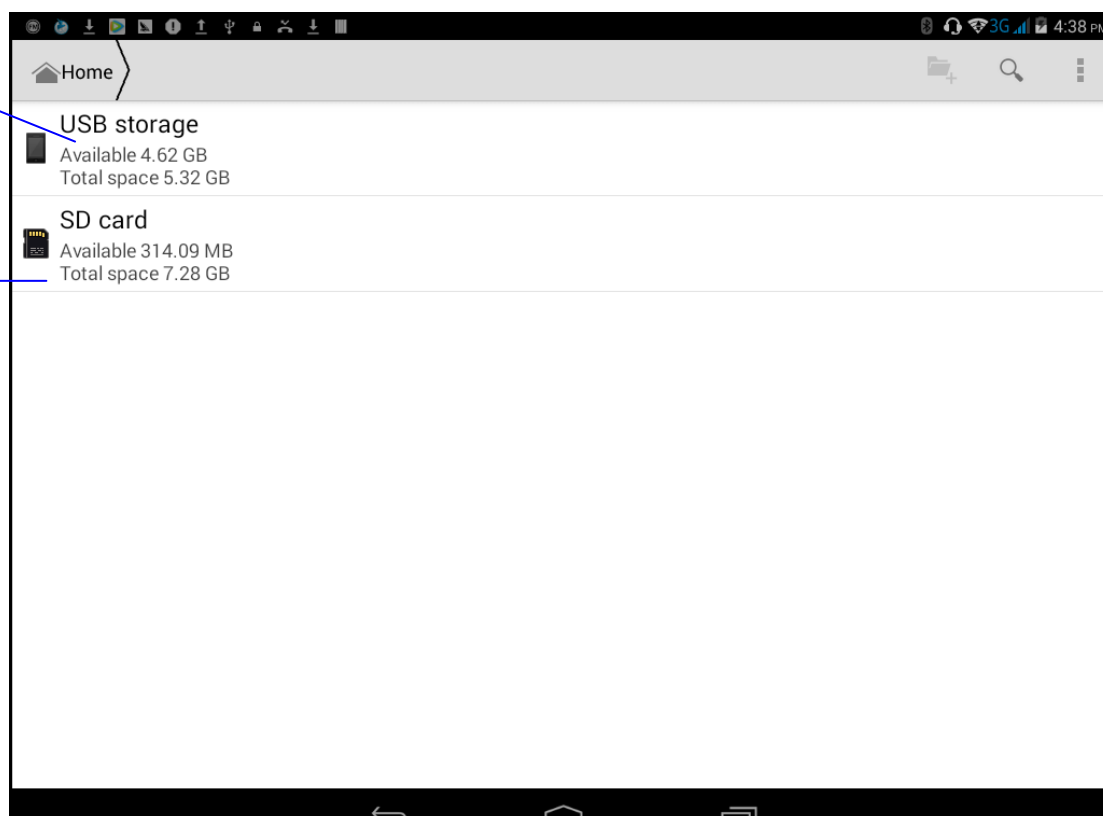 3G 4:38 PM
Home
USB storage
Available 4.62 GB
Total space 5.32 GB
SD card
Available 314.09 MB
Total space 7.28 GB